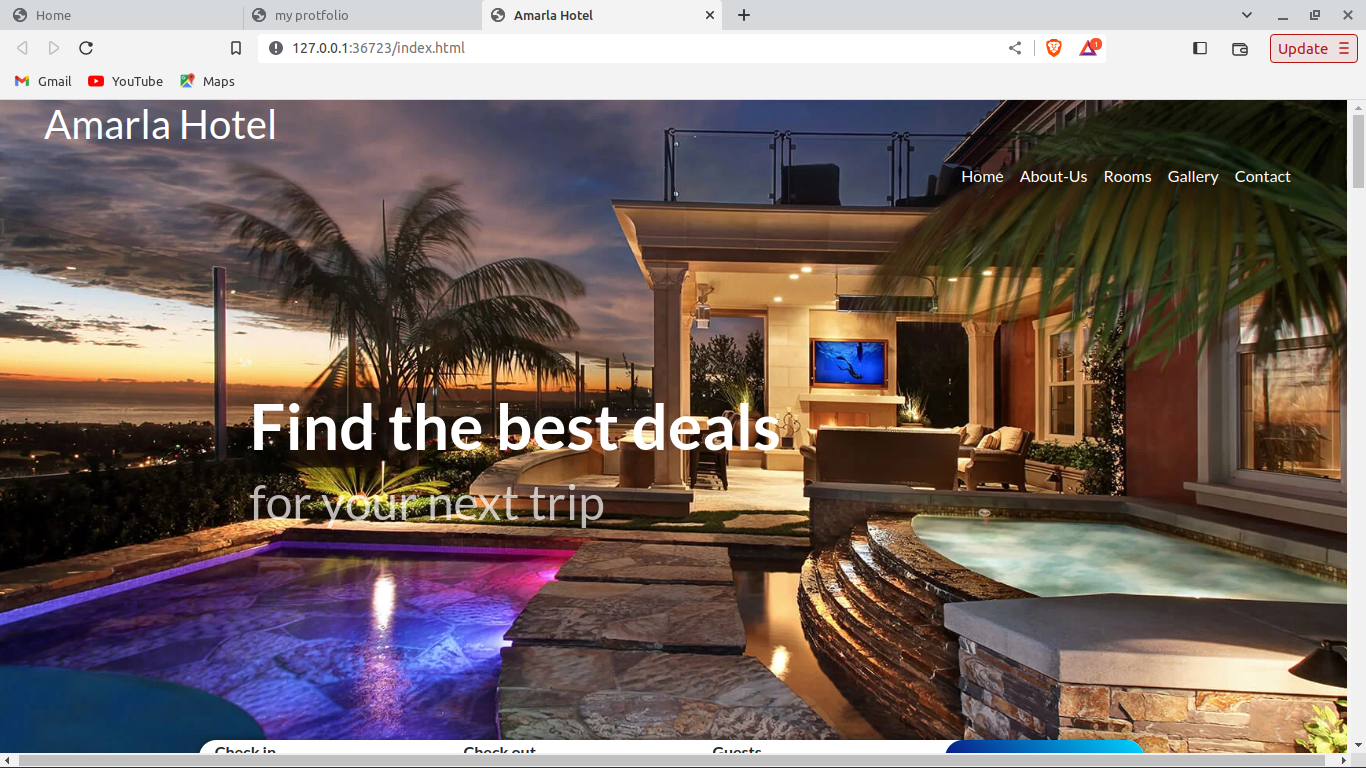 Home
my protfolio
Amarla Hotel
127.0.0.1:36723/index.html
1
Update
Gmail
YouTube
Maps
Amarla Hotel
Home About-Us Rooms Gallery Contact
Find the best deals
for your next trip
Check in Check out Guests